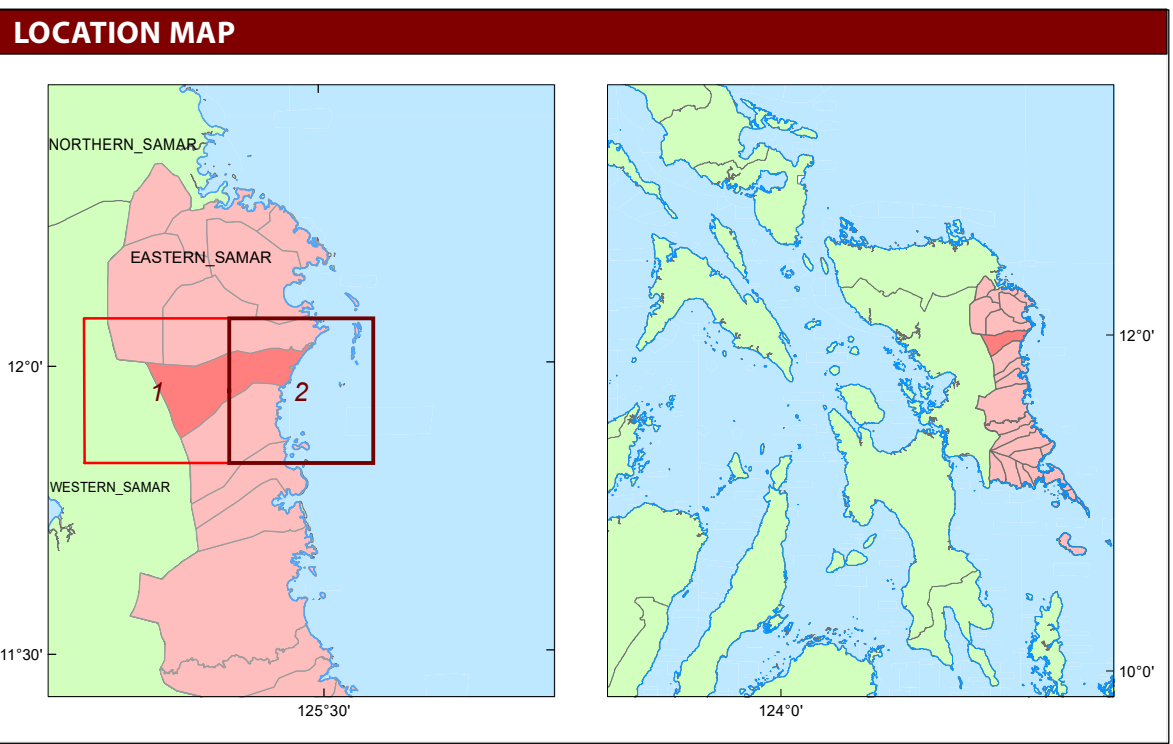 LOCATION MAP
NORTHERN_SAMAR
EASTERN_SAMAR
12°0'
1
2
WESTERN_SAMAR
11°30'
125°30'
12°0'
10°0'
124°0'